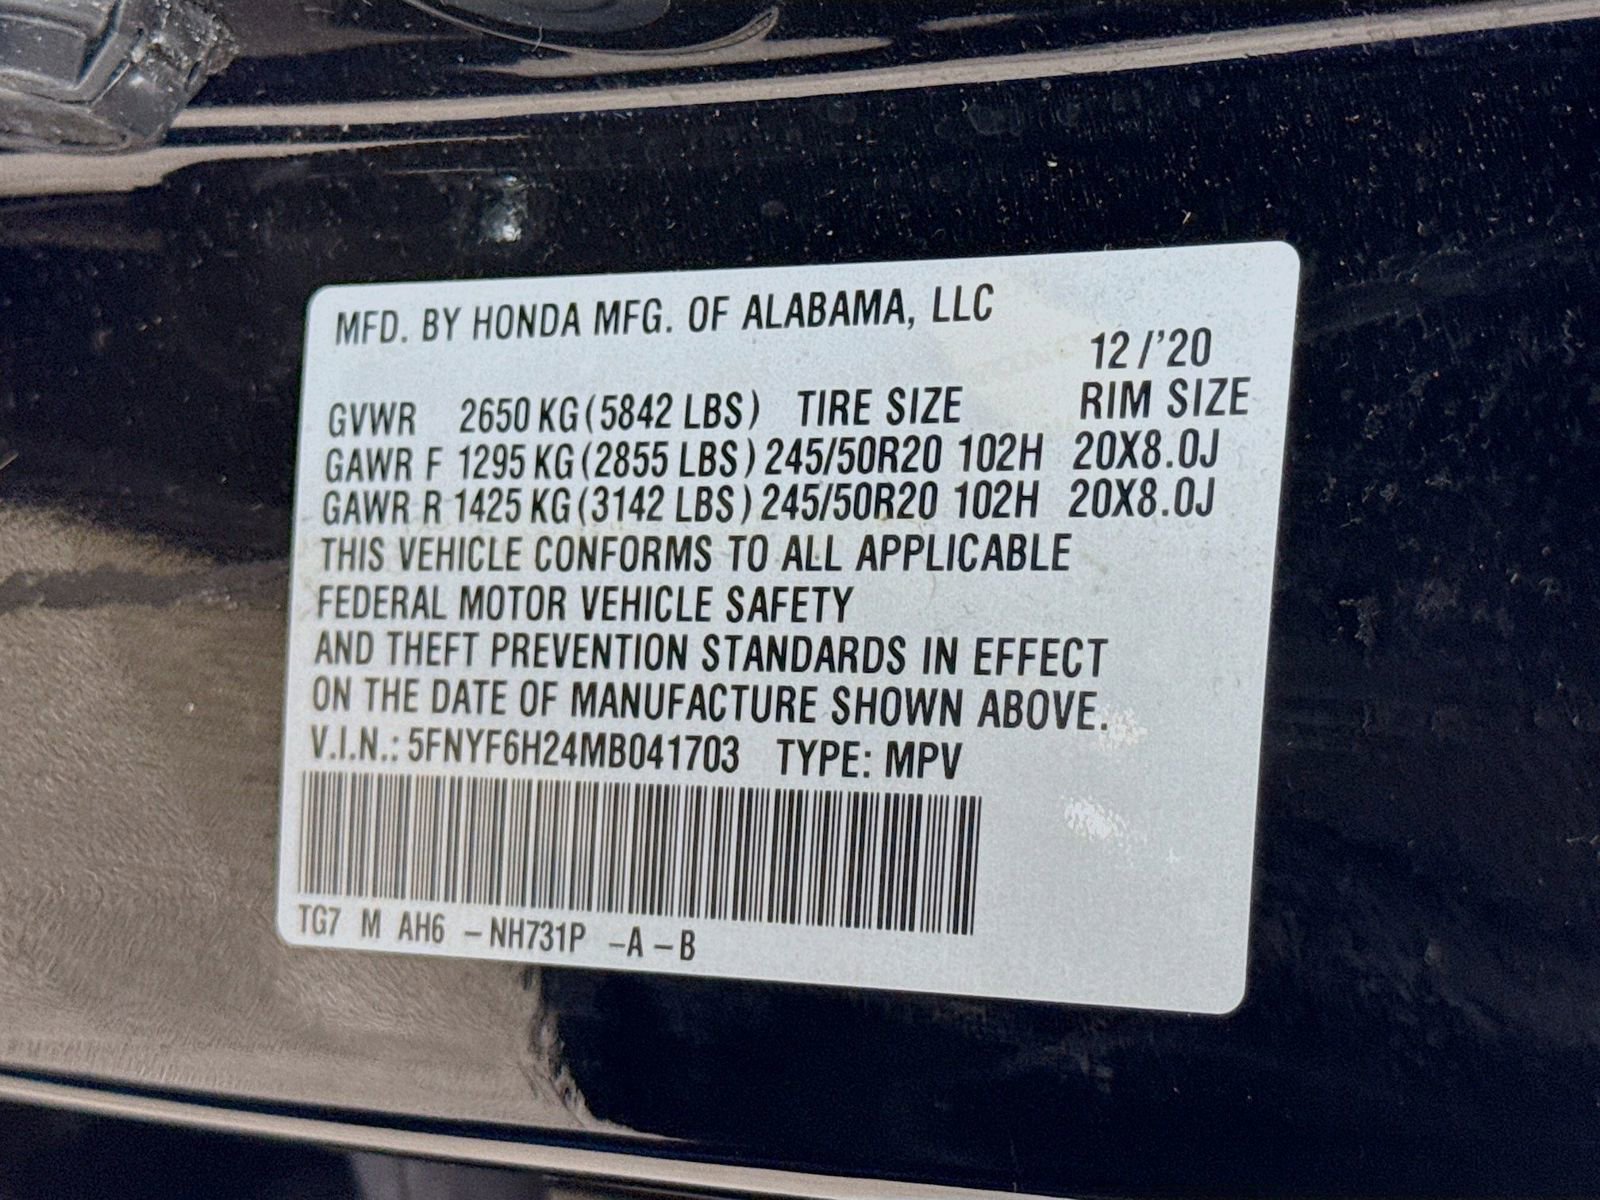 MFD. BY HONDA MFG. OF ALABAMA, LLC
12/'20
GVWR 2650 KG (5842 LBS) TIRE SIZE RIM SIZE
GAWR F 1295 KG (2855 LBS) 245/50R20 102H 20X8.0J
GAWR R 1425 KG (3142 LBS) 245/50R20 102H 20X8.0J
THIS VEHICLE CONFORMS TO ALL APPLICABLE
FEDERAL MOTOR VEHICLE SAFETY
AND THEFT PREVENTION STANDARDS IN EFFECT
ON THE DATE OF MANUFACTURE SHOWN ABOVE.
V.I.N.: 5FNYF6H24MB041703 TYPE: MPV
TG7 M AH6 -NH731P -A-B